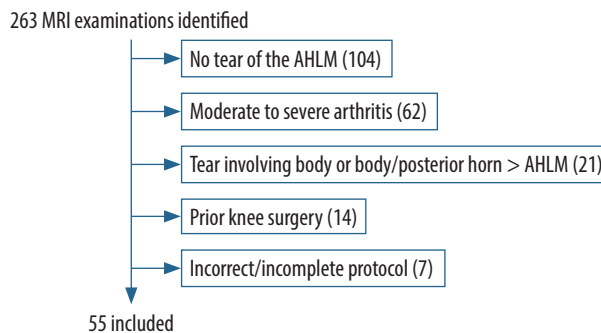 263 MRI examinations identified
No tear of the AHLM (104)
Moderate to severe arthritis (62)
Tear involving body or body/posterior horn > AHLM (21)
Prior knee surgery (14)
Incorrect/incomplete protocol (7)
55 included